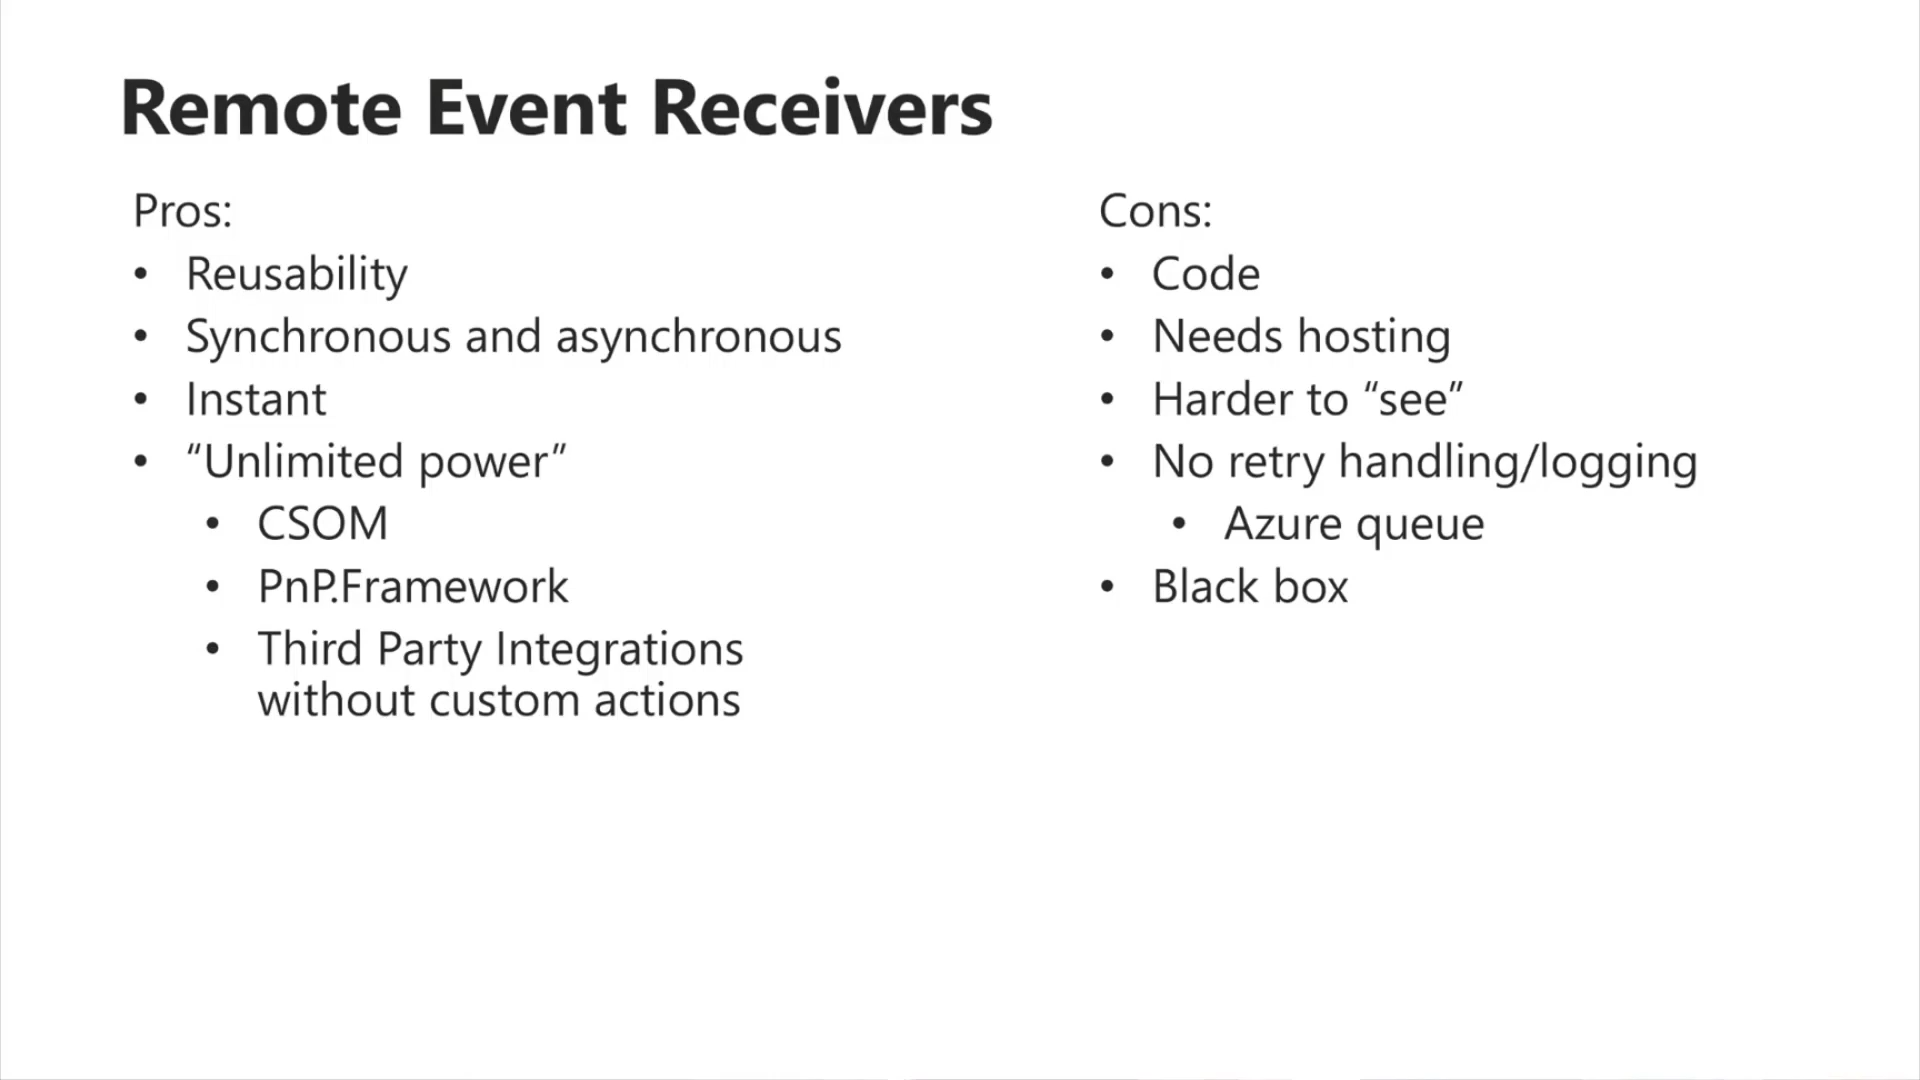 Remote Event Receivers
Pros:
• Reusability
• Synchronous and asynchronous
• Instant
• “Unlimited power”
• CSOM
• PnP.Framework
• Third Party Integrations
without custom actions
Cons:
• Code
• Needs hosting
• Harder to “see”
• No retry handling/logging
• Azure queue
• Black box